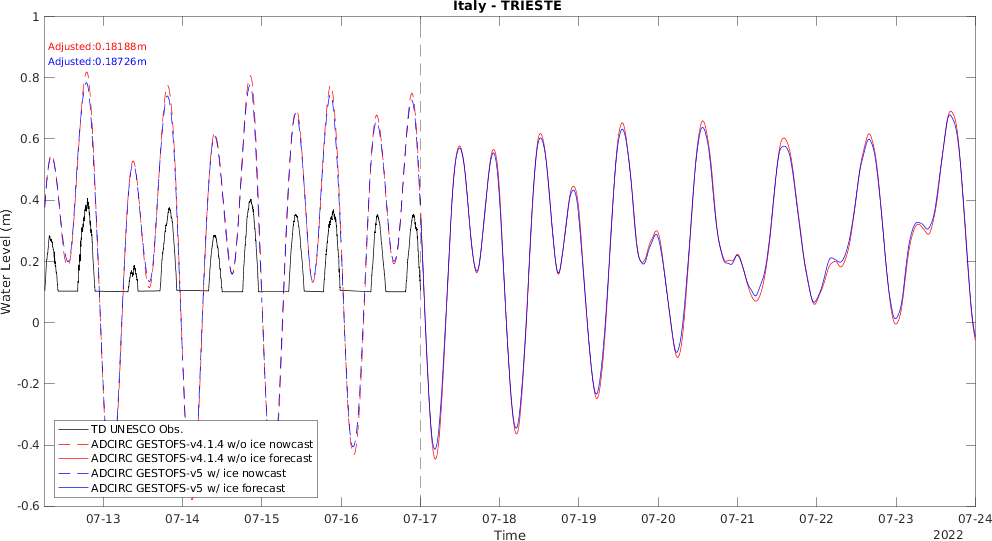 Italy - TRIESTE
Adjusted:0.18188m
Adjusted:0.18726m
Water Level (m)
1
0.8
0.6
0.4
0.2
0
-0.2
-0.4
-0.6
TD UNESCO Obs.
ADCIRC GESTOFS-v4.1.4 w/o ice nowcast
ADCIRC GESTOFS-v4.1.4 w/o ice forecast
ADCIRC GESTOFS-v5 w/ ice nowcast
ADCIRC GESTOFS-v5 w/ ice forecast
07-13 07-14 07-15 07-16 07-17 07-18 07-19 07-20 07-21 07-22 07-23 07-24
Time
2022